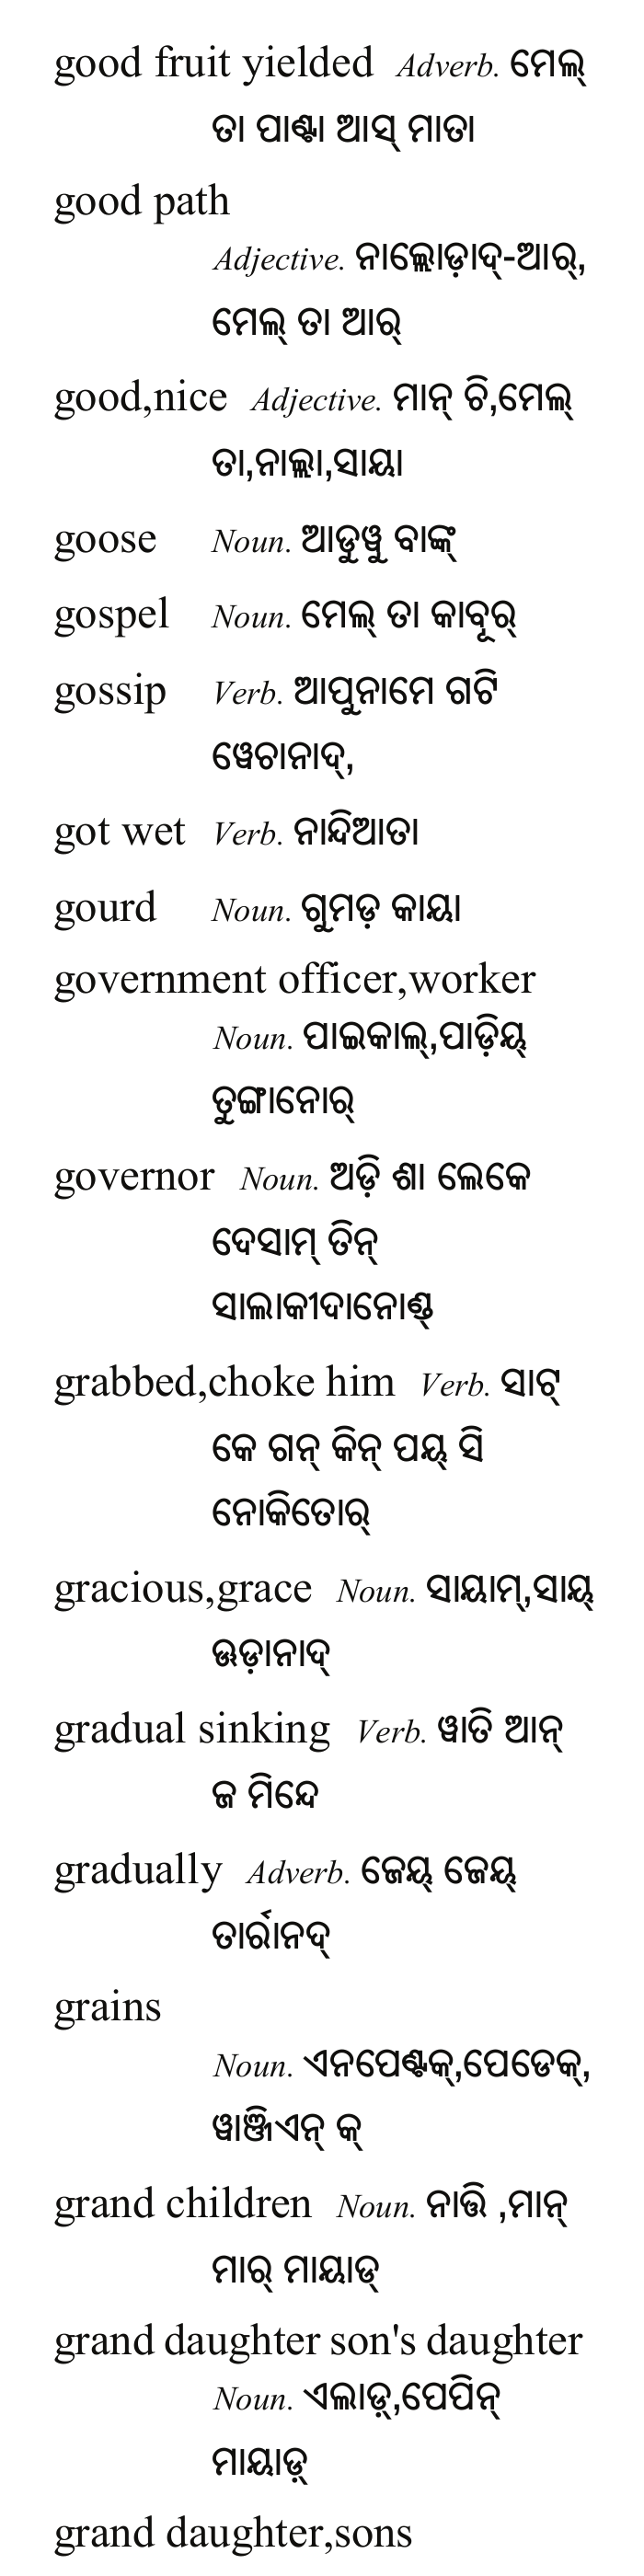 good fruit yielded Adverb. ମେଲ୍
ତା ପାଣ୍ଟା ଆସ୍ ମାତା
good path
Adjective. ନାଲ୍ଲୋଡ଼ାଦ୍-ଆର୍,
ମେଲ୍ ତା ଆର୍
good,nice Adjective. ମାନ୍ ଚି,ମେଲ୍
ତା,ନାଲ୍ଲା,ସାୟା
goose Noun. ଆଡୁୱୁ ବାଙ୍କ୍
gospel Noun. ମେଲ୍ ତା କାବୂର୍
gossip Verb. ଆପୁନାମେ ଗଟି
ୱେଚାନାଦ୍,
got wet Verb. ନାନ୍ଦିଆତା
gourd Noun. ଗୁମଡ଼ କାୟା
government officer,worker
Noun. ପାଇକାଲ୍,ପାଡ଼ିୟ୍
ତୁଙ୍ଗାନୋର୍
governor Noun. ଅଡ଼ି ଶା ଲେକେ
ଦେସାମ୍ ତିନ୍
ସାଲାକୀଦାନୋଣ୍ଡ୍
grabbed,choke him Verb. ସାଟ୍
କେ ଗନ୍ କିନ୍ ପୟ୍ ସି
ନୋକିତୋର୍
gracious,grace Noun. ସାୟାମ୍,ସାୟ୍
ଊଡ଼ାନାଦ୍
gradual sinking Verb. ୱାତି ଆନ୍
ଜ ମିନ୍ଦେ
gradually Adverb. ଜେୟ୍ ଜେୟ୍
ତାର୍ରାନଦ୍
grains
Noun. ଏନପେଣ୍ଟକ୍,ପେଡେକ୍,
ୱାଞ୍ଜିଏନ୍ କ୍
grand children Noun. ନାତ୍ତି ,ମାନ୍
ମାର୍ ମାୟାଡ୍
grand daughter son's daughter
Noun. ଏଲାଡ଼୍,ପେପିନ୍
ମାୟାଡ଼୍
grand daughter,sons